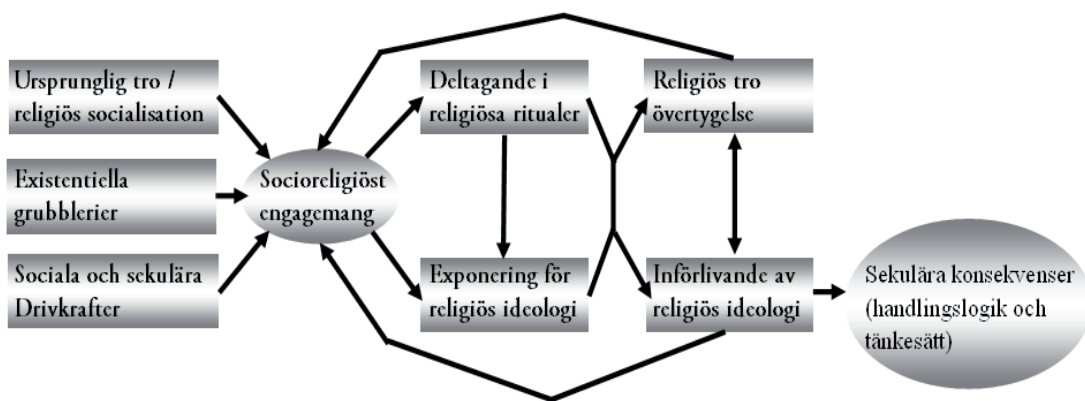 Ursprunglig tro /
religiös socialisation
Existentiella
grubblerier
Sociala och sekulära
Drivkrafter
Socioreligiöst
engagemang
Deltagande i
religiösa ritualer
Exponering för
religiös ideologi
Religiös tro
övertygelse
Införlivande av
religiös ideologi
Sekulära konsekvenser
(handlingslogik och
tänkesätt)